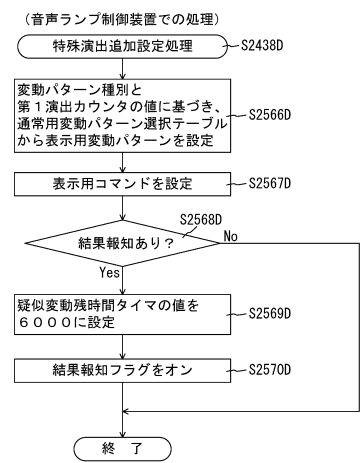 (音声ランプ制御装置での処理)
特殊演出追加設定処理
S2438D
変動パターン種別と
第1演出カウンタの値に基づき、
通常用変動パターン選択テーブル
から表示用変動パターンを設定
S2566D
表示用コマンドを設定
S2567D
S2568D
結果報知あり?
No
Yes
疑似変動残時間タイマの値を
6000に設定
S2569D
結果報知フラグをオン
S2570D
終 了